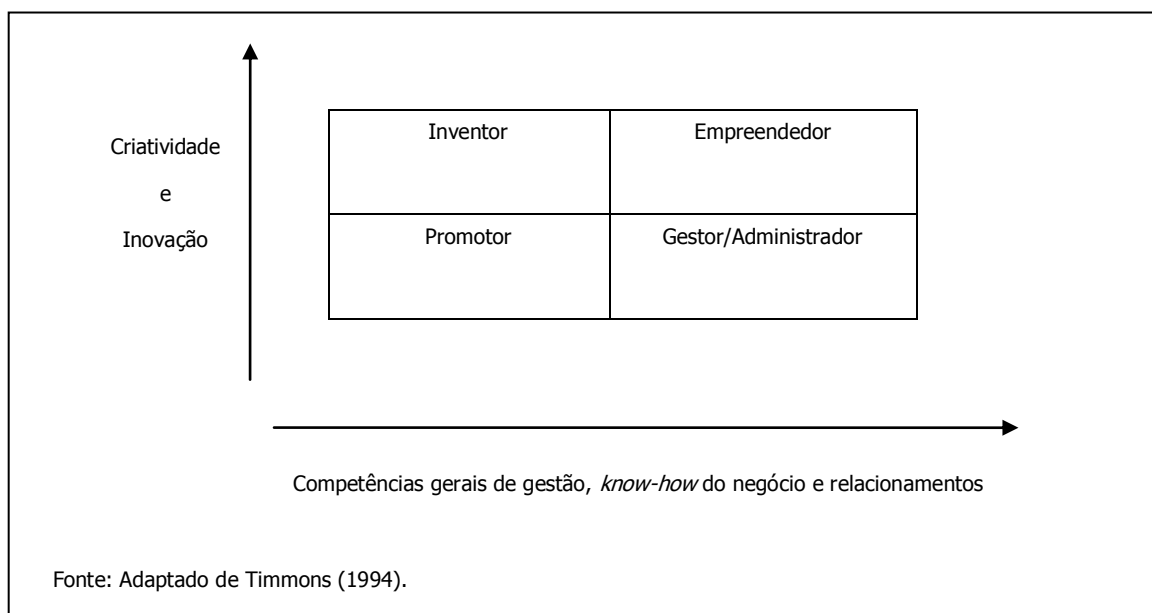 Criatividade
e
Inovação
Inventor
Empreendedor
Promotor
Gestor/Administrador
Competências gerais de gestão, know-how do negócio e relacionamentos
Fonte: Adaptado de Timmons (1994).